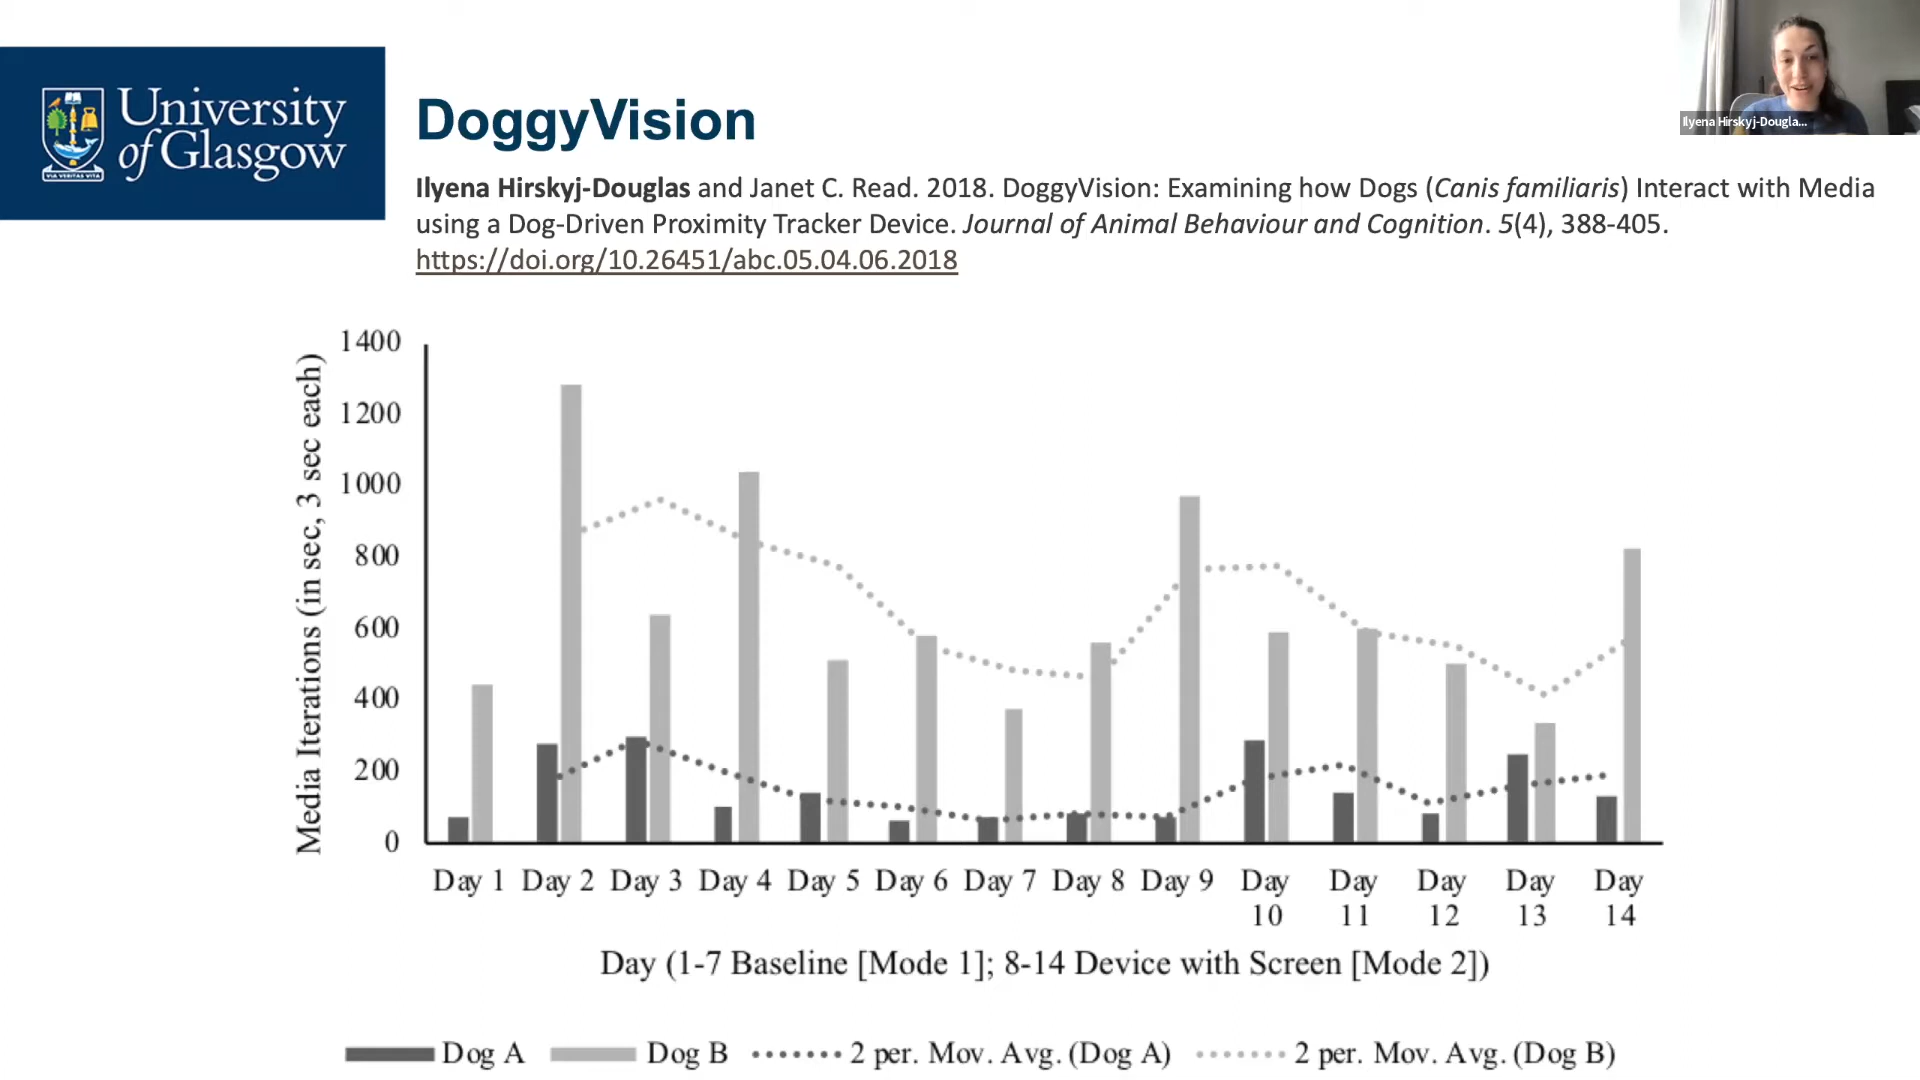 University
of Glasgow
VIA VERITAS VITA
DoggyVision
Ilyena Hirskyj-Dougla...
Ilyena Hirskyj-Douglas and Janet C. Read. 2018. DoggyVision: Examining how Dogs (Canis familiaris) Interact with Media
using a Dog-Driven Proximity Tracker Device. Journal of Animal Behaviour and Cognition. 5(4), 388-405.
https://doi.org/10.26451/abc.05.04.06.2018
Media Iterations (in sec, 3 sec each)
1400
1200
1000
800
600
400
200
0
Day 1 Day 2 Day 3 Day 4 Day 5 Day 6 Day 7 Day 8 Day 9 Day Day Day Day Day
10 11 12 13 14
Day (1-7 Baseline [Mode 1]; 8-14 Device with Screen [Mode 2])
Dog A Dog B 2 per. Mov. Avg. (Dog A) 2 per. Mov. Avg. (Dog B)